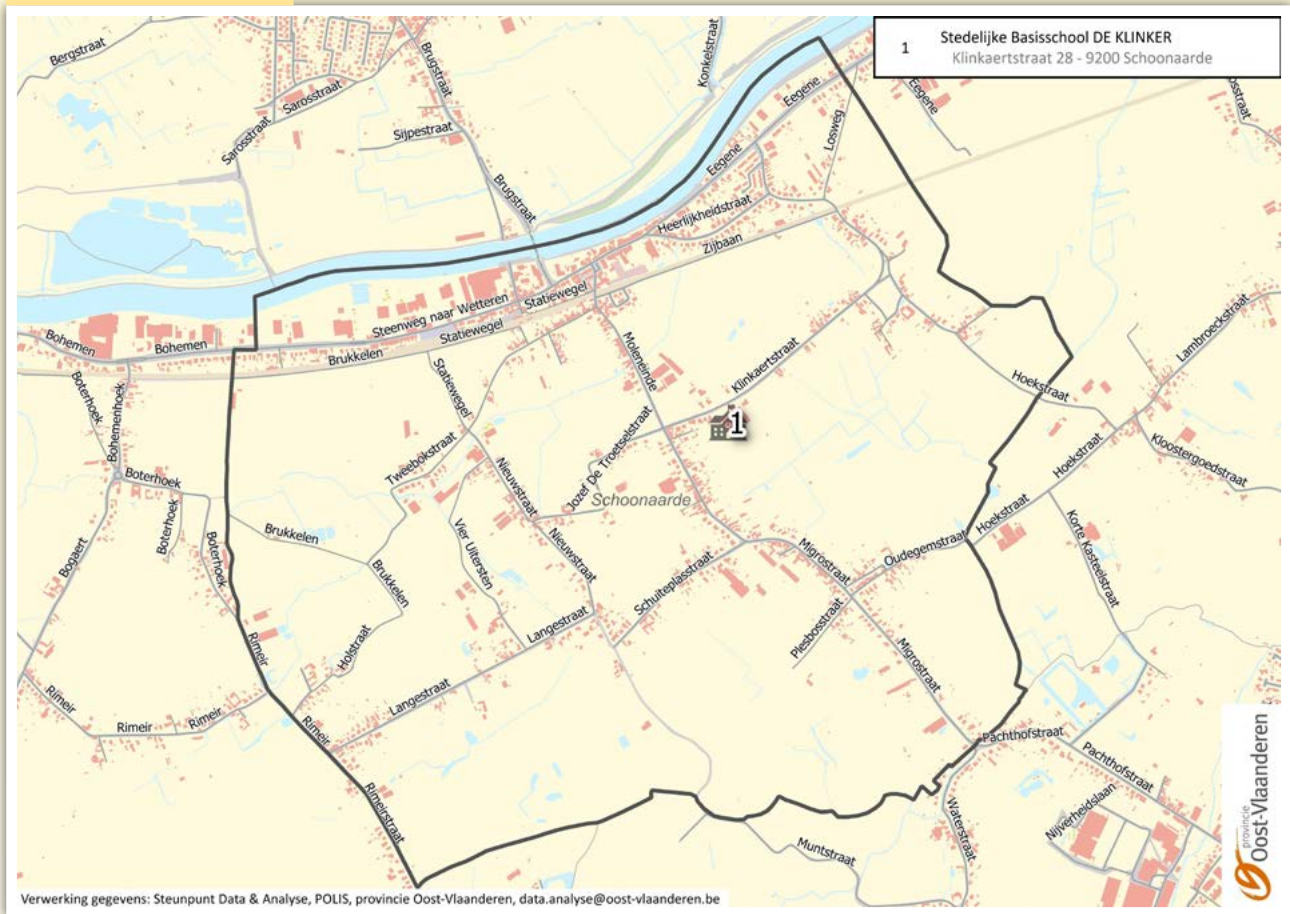 1
Stedelijke Basisschool DE KLINKER
Klinkaertstraat 28 - 9200 Schoonaarde
Bergstraat
Brugstraat
Konkelstraat
Sarosstraat
Sarosstraat
Sijpestraat
Brugstraat
Eegene
Eegene
Losweg
Eegene
Heerlijkheidstraat
Zijbaan
Steenweg naar Wetteren
Statiewegel
Statiewegel
Bohemen
Bohemen
Brukkelen
Statiewegel
Moleneinde
Klinkaertstraat
1
Hoekstraat
Lambroeckstraat
Boterhoek
Bohemenhoek
Boterhoek
Boterhoek
Boterhoek
Bogaert
Tweebokstraat
Nieuwstraat
Jozef De Troetselstraat
Schoonaarde
Hoekstraat
Kloostergoedstraat
Hoekstraat
Brukkelen
Brukkelen
Vier Uitersten
Nieuwstraat
Migrostraat
Oudegemstraat
Korte Kasteelstraat
Schuiteplasstraat
Plesbosstraat
Langestraat
Holstraat
Rimeir
Langestraat
Migrostraat
Rimeir
Rimeir
Rimeir
Rimeir
Pachthofstraat
Pachthofstraat
Rimeirstraat
Waterstraat
Nijverheidslaan
Muntstraat
provincie
Oost-Vlaanderen
Verwerking gegevens: Steunpunt Data & Analyse, POLIS, provincie Oost-Vlaanderen, data.analyse@oost-vlaanderen.be